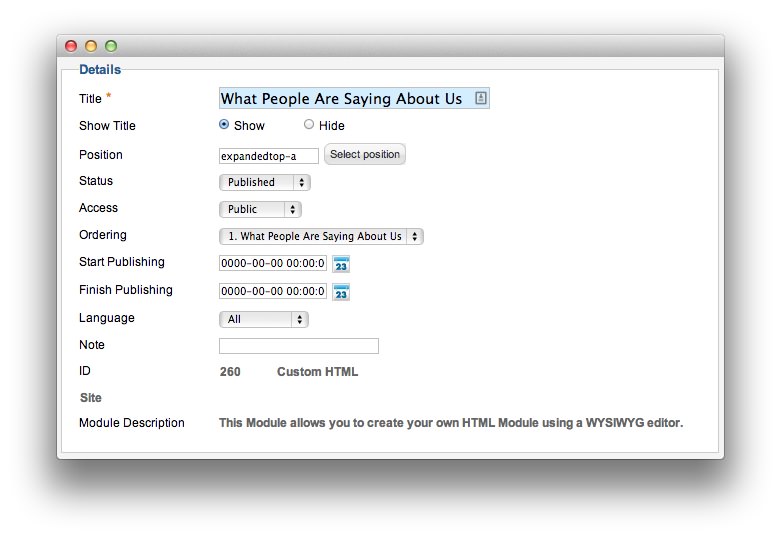 Details
Title * What People Are Saying About Us
Show Title Show Hide
Position expandedtop-a Select position
Status Published
Access Public
Ordering 1. What People Are Saying About Us
Start Publishing 0000-00-00 00:00:0 23
Finish Publishing 0000-00-00 00:00:0 23
Language All
Note
ID 260 Custom HTML
Site
Module Description This Module allows you to create your own HTML Module using a WYSIWYG editor.